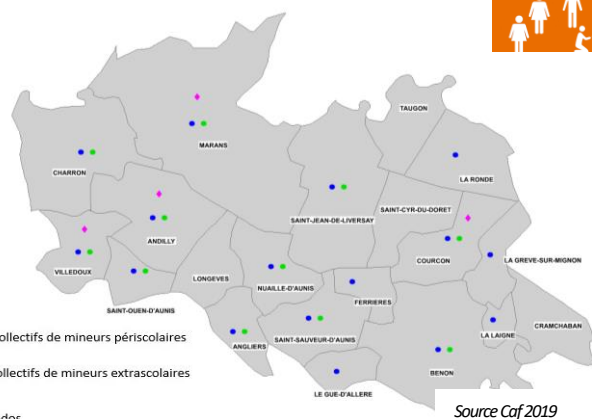 TAUGON
MARANS
CHARRON
LA RONDE
SAINT-CYR-DU-DORET
SAINT-JEAN-DE-LIVERSAY
ANDILLY
COURCON
LA GREVE-SUR-MIGNON
VILLEDOUX
LONGEVES
NUAILLE-D'AUNIS
FERRIERES
SAINT-OUEN-D'AUNIS
CRAMCHABAN
LA LAIGNE
ollectifs de mineurs périscolaires
SAINT-SAUVEUR-D'AUNIS
ANGLIERS
ollectifs de mineurs extrascolaires
BENON
LE GUE-D'ALLERE
Source Caf 2019